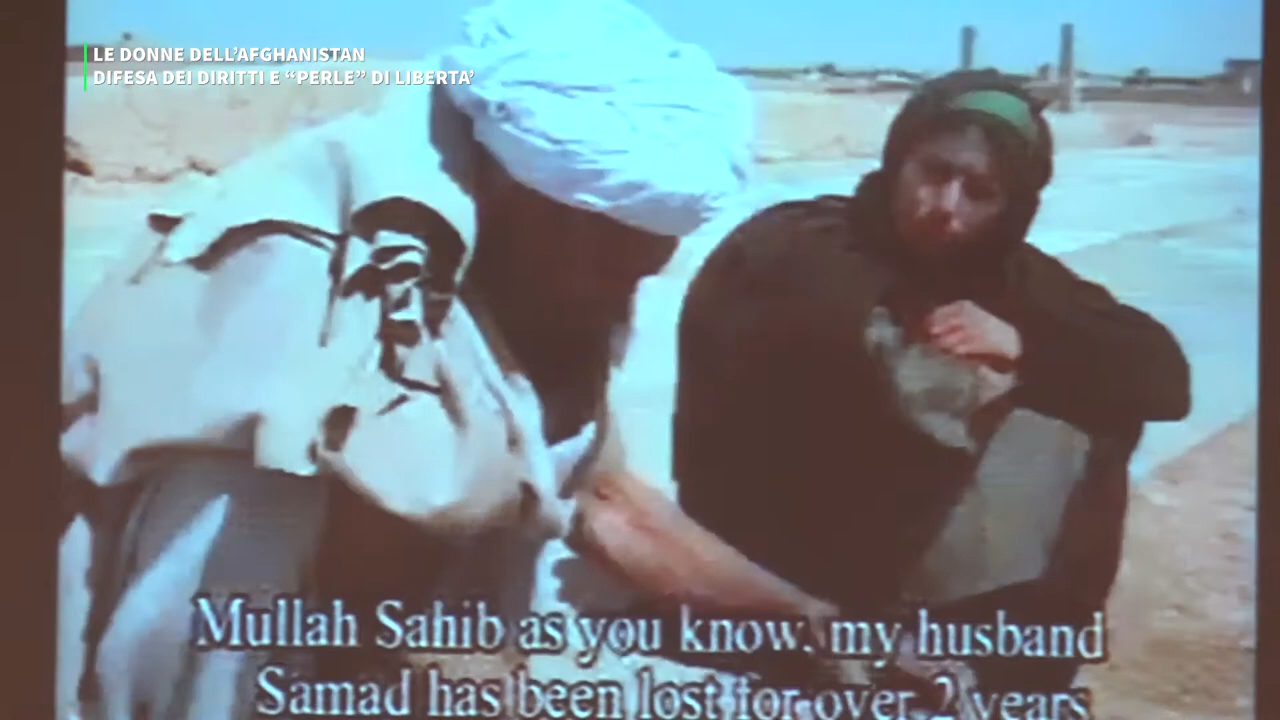 LE DONNE DELL'AFGHANISTAN
DIFESA DEI DIRITTI E “PERLE” DI LIBERTA'
Mullah Sahib as you know, my husband
Samad has been lost for over 2 years